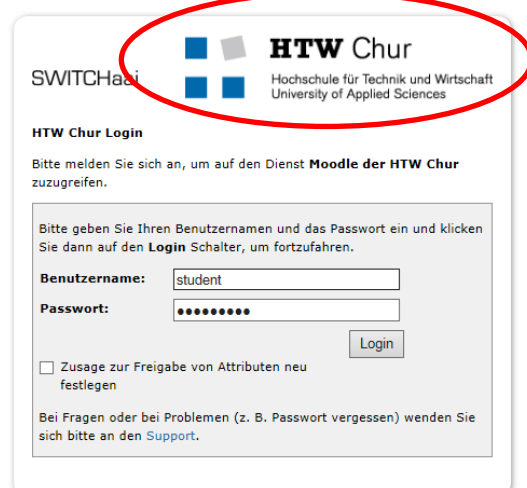 HTW Chur
Hochschule für Technik und Wirtschaft
University of Applied Sciences
SWITCHaai
HTW Chur Login
Bitte melden Sie sich an, um auf den Dienst Moodle der HTW Chur
zuzugreifen.
Bitte geben Sie Ihren Benutzernamen und das Passwort ein und klicken
Sie dann auf den Login Schalter, um fortzufahren.
Benutzername: student
Passwort: ●●●●●●●●●
Login
Zusage zur Freigabe von Attributen neu
festlegen
Bei Fragen oder bei Problemen (z. B. Passwort vergessen) wenden Sie
sich bitte an den Support.